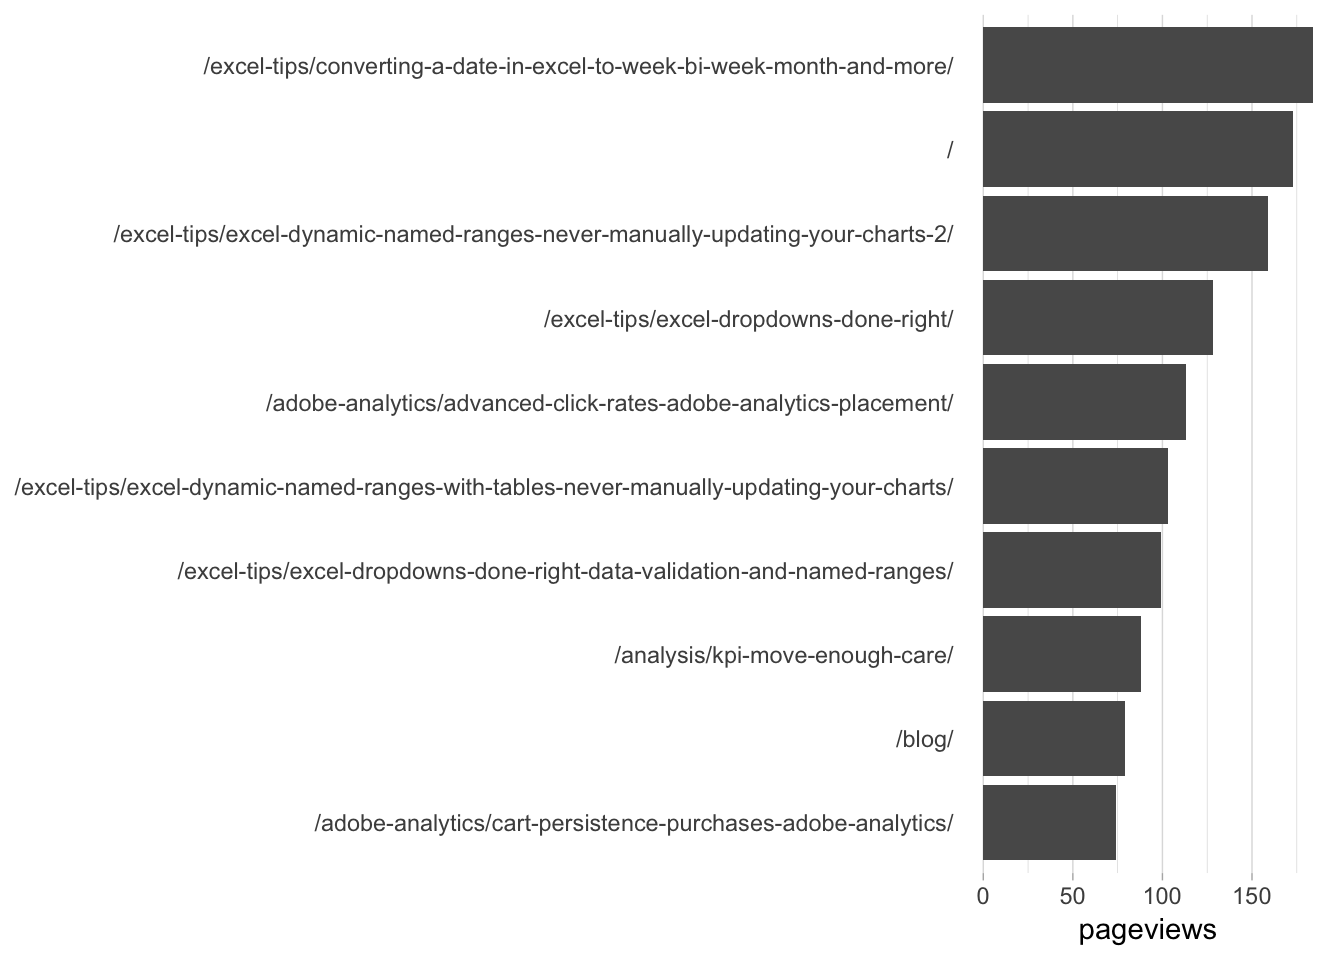 /excel-tips/converting-a-date-in-excel-to-week-bi-week-month-and-more/
/
/excel-tips/excel-dynamic-named-ranges-never-manually-updating-your-charts-2/
/excel-tips/excel-dropdowns-done-right/
/adobe-analytics/advanced-click-rates-adobe-analytics-placement/
/excel-tips/excel-dynamic-named-ranges-with-tables-never-manually-updating-your-charts/
/excel-tips/excel-dropdowns-done-right-data-validation-and-named-ranges/
/analysis/kpi-move-enough-care/
/blog/
/adobe-analytics/cart-persistence-purchases-adobe-analytics/
0 50 100 150
pageviews